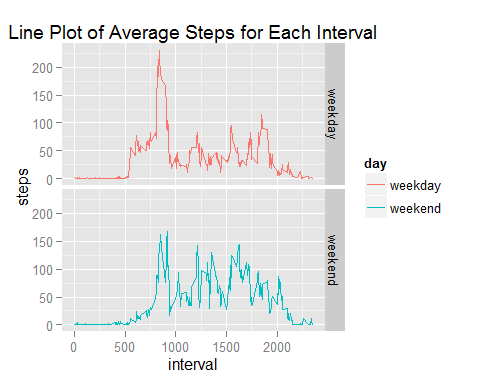 Line Plot of Average Steps for Each Interval
200
150
100
50
0
weekday
200
150
100
50
0
weekend
steps
0 500 1000 1500 2000
interval
day
weekday
weekend